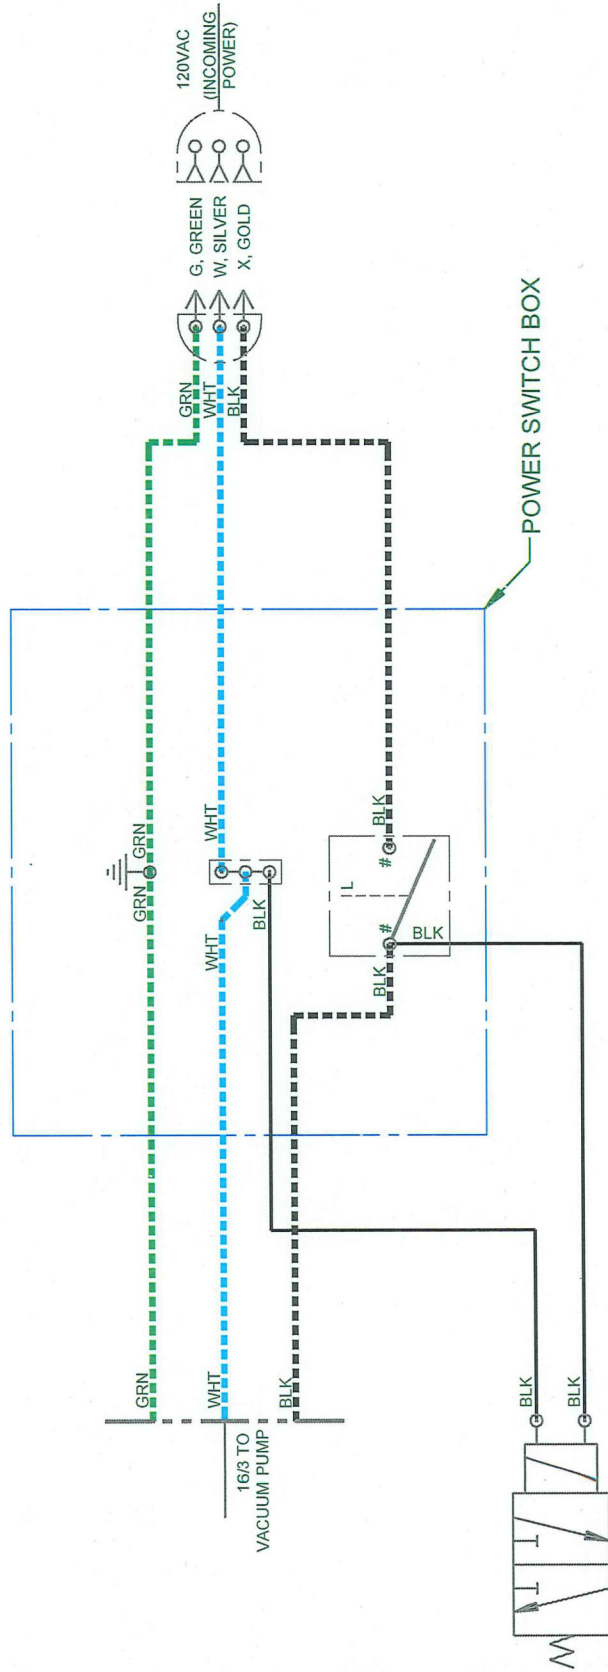 120VAC
(INCOMING
POWER)
G, GREEN
W, SILVER
X, GOLD
GRN
WHT
BLK
POWER SWITCH BOX
GRN
GRN
WHT
WHT
BLK
BLK
#
L
#
BLK
BLK
GRN
WHT
BLK
16/3 TO
VACUUM PUMP
BLK
BLK